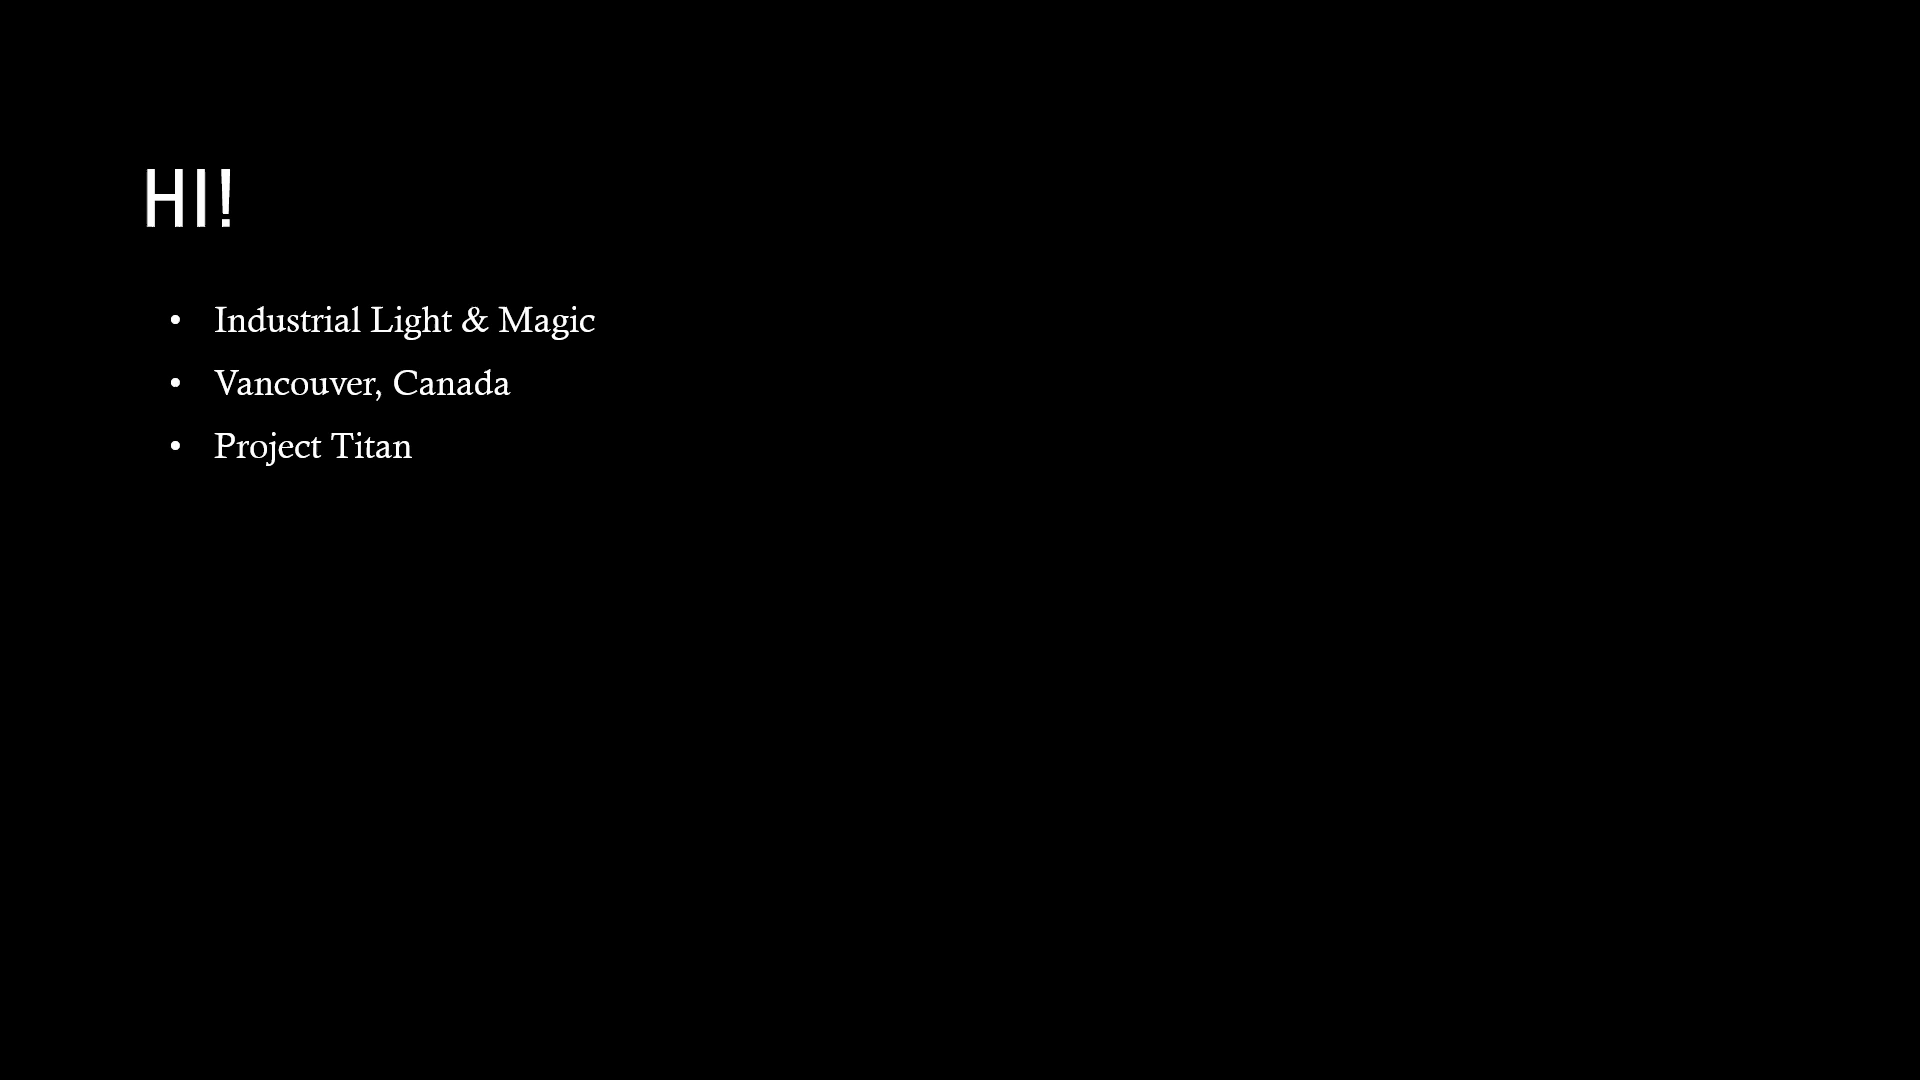 HI!
• Industrial Light & Magic
• Vancouver, Canada
• Project Titan